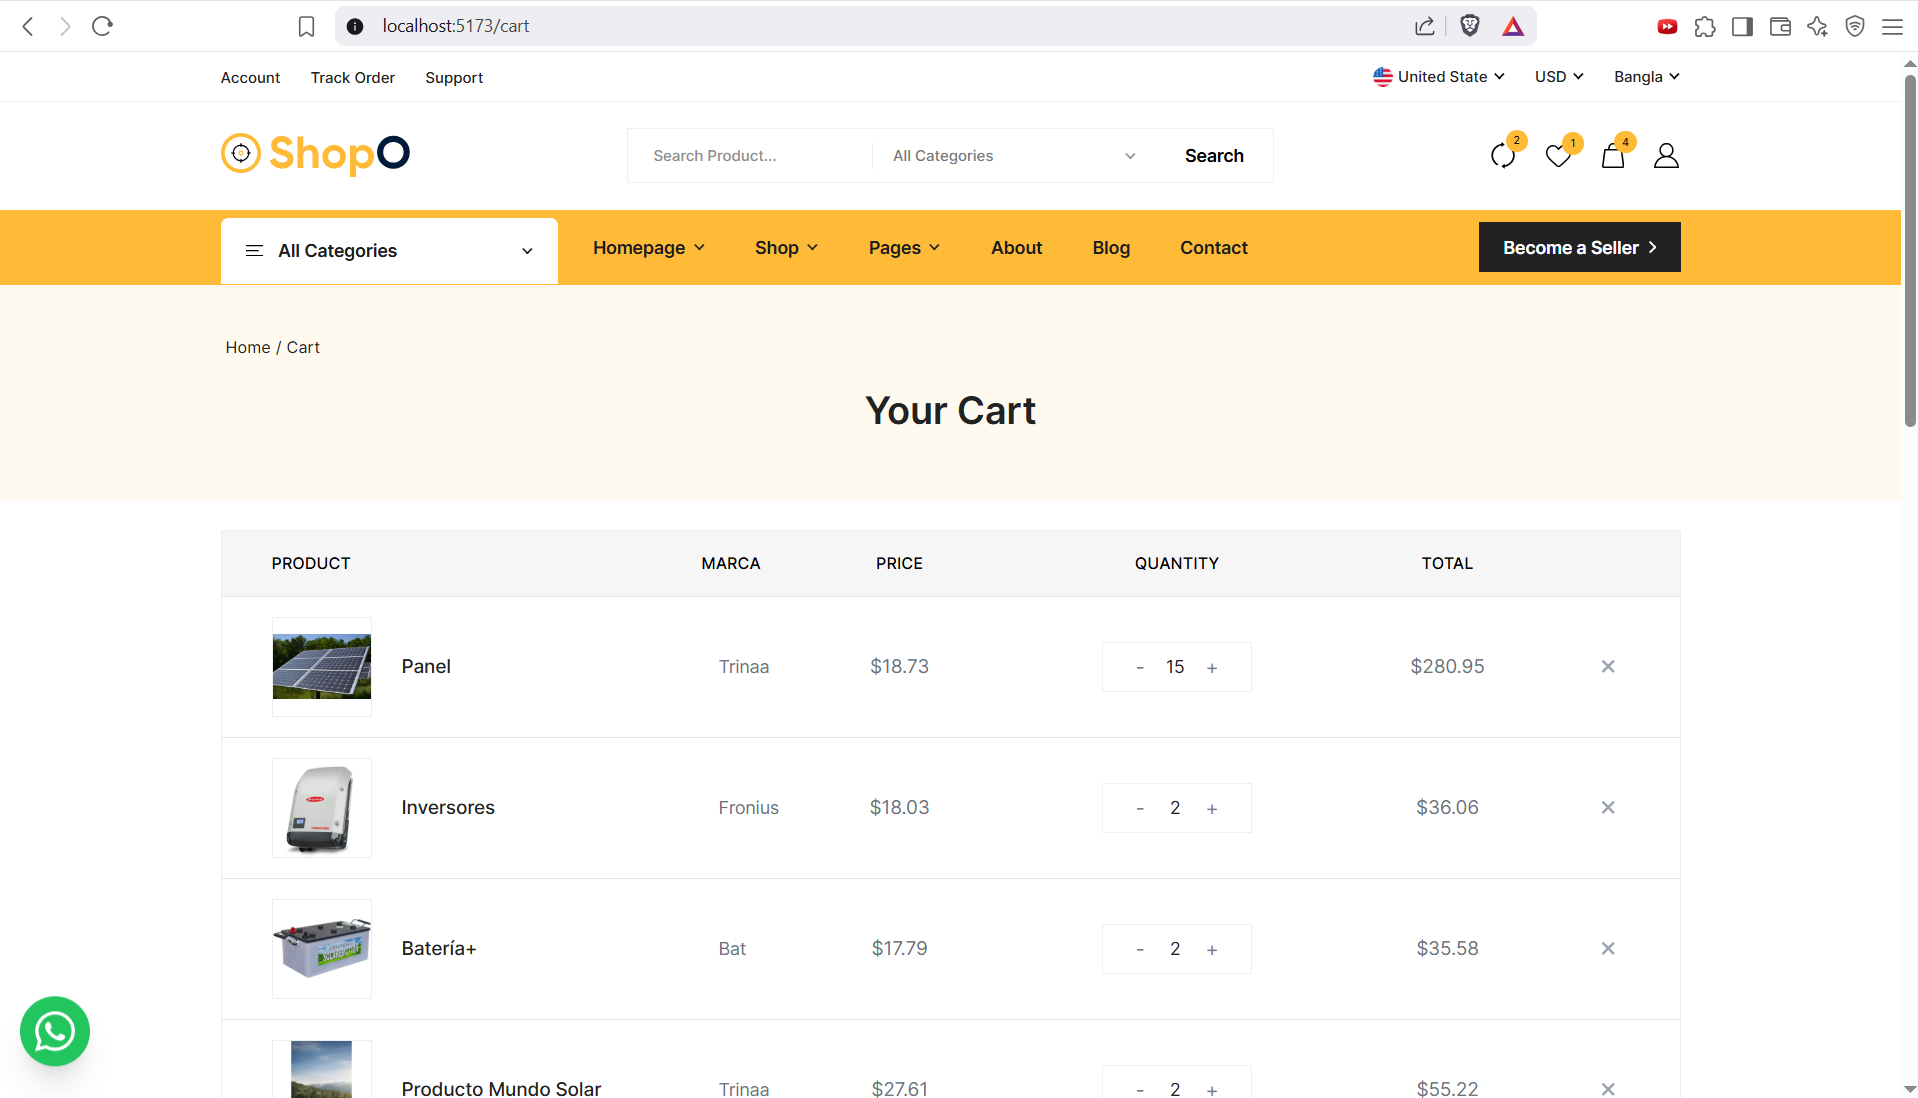 localhost:5173/cart
Account Track Order Support United State USD Bangla
ShopO Search Product... All Categories Search 2 1 4
All Categories Homepage Shop Pages About Blog Contact Become a Seller
Home / Cart
Your Cart
PRODUCT MARCA PRICE QUANTITY TOTAL
Panel Trinaa $18.73 - 15 + $280.95
Inversores Fronius $18.03 - 2 + $36.06
Batería+ Bat $17.79 - 2 + $35.58
Producto Mundo Solar Trinaa $27.61 - 2 + $55.22